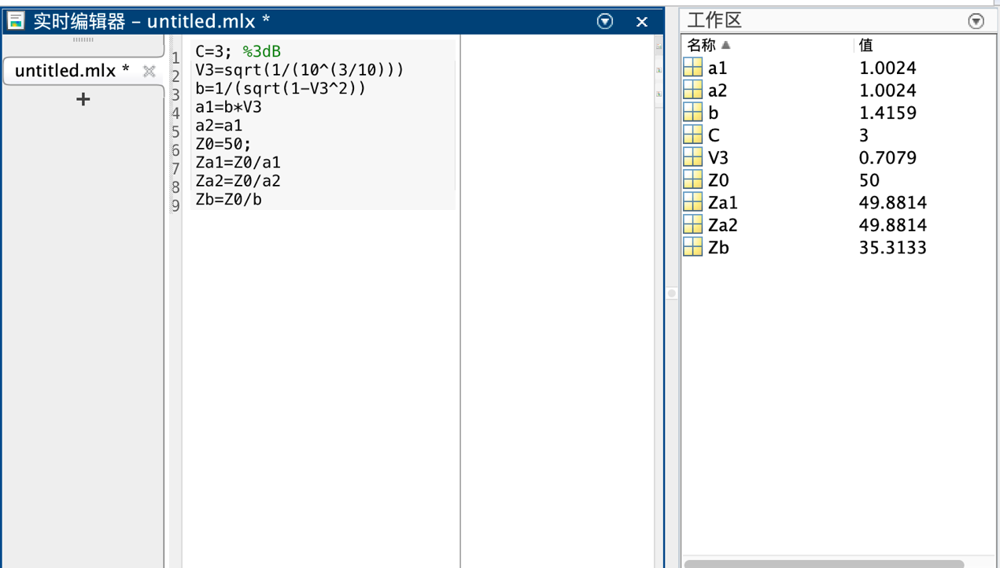 实时编辑器 – untitled.mlx *
untitled.mlx *
1 C=3; %3dB
2 V3=sqrt(1/(10^(3/10)))
3 b=1/(sqrt(1-V3^2))
4 a1=b*V3
5 a2=a1
6 Z0=50;
7 Za1=Z0/a1
8 Za2=Z0/a2
9 Zb=Z0/b
工作区
名称 值
a1 1.0024
a2 1.0024
b 1.4159
C 3
V3 0.7079
Z0 50
Za1 49.8814
Za2 49.8814
Zb 35.3133